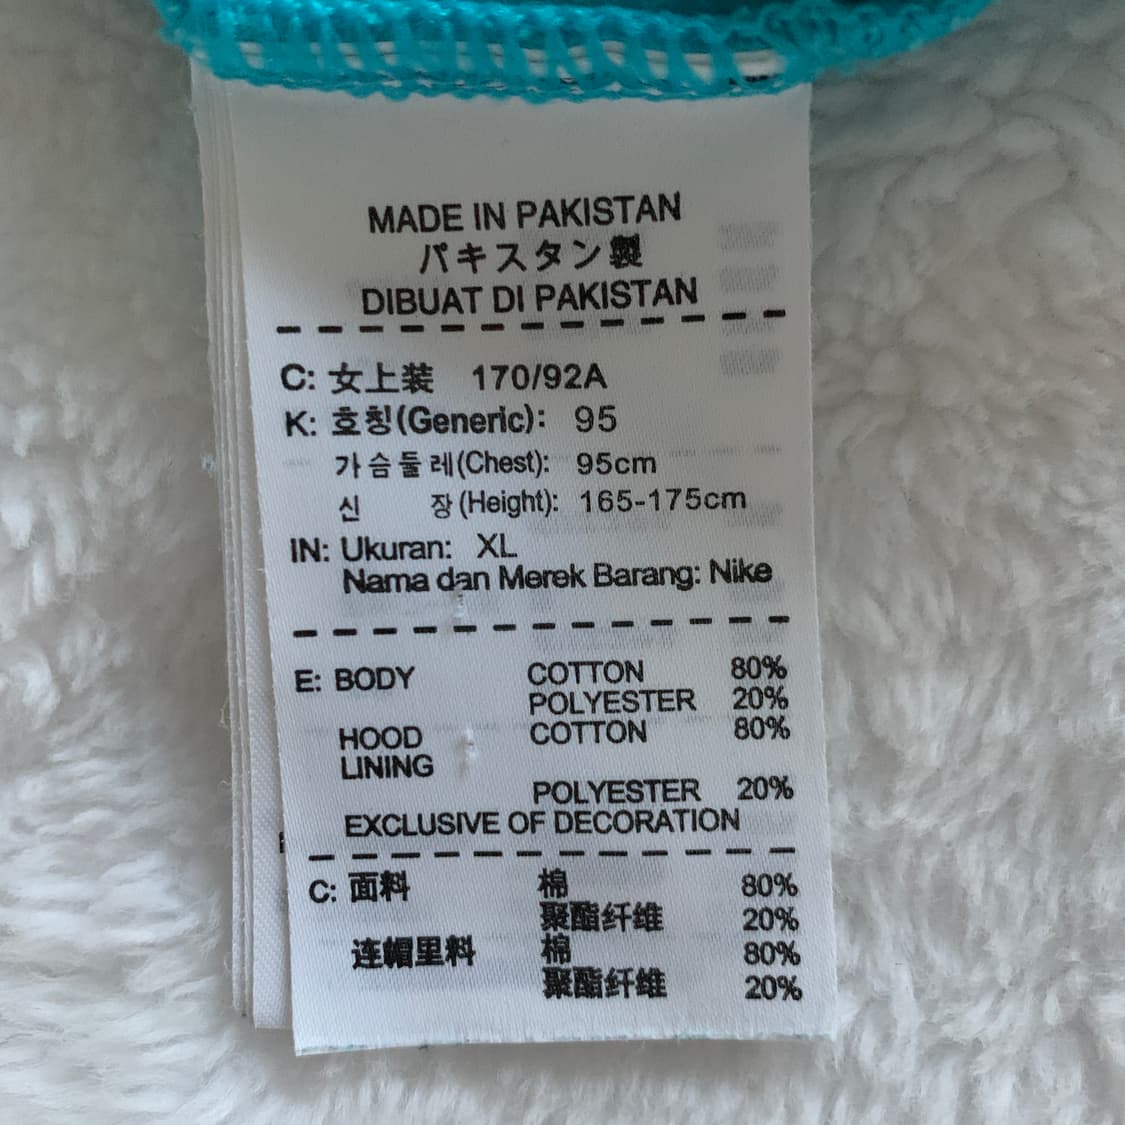 MADE IN PAKISTAN
パキスタン製
DIBUAT DI PAKISTAN
C: 女上装 170/92A
K: 호칭(Generic): 95
가슴둘레(Chest): 95cm
신 장(Height): 165-175cm
IN: Ukuran: XL
Nama dan Merek Barang: Nike
E: BODY COTTON 80%
POLYESTER 20%
HOOD COTTON 80%
LINING
POLYESTER 20%
EXCLUSIVE OF DECORATION
C: 面料 棉 80%
聚酯纤维 20%
连帽里料 棉 80%
聚酯纤维 20%